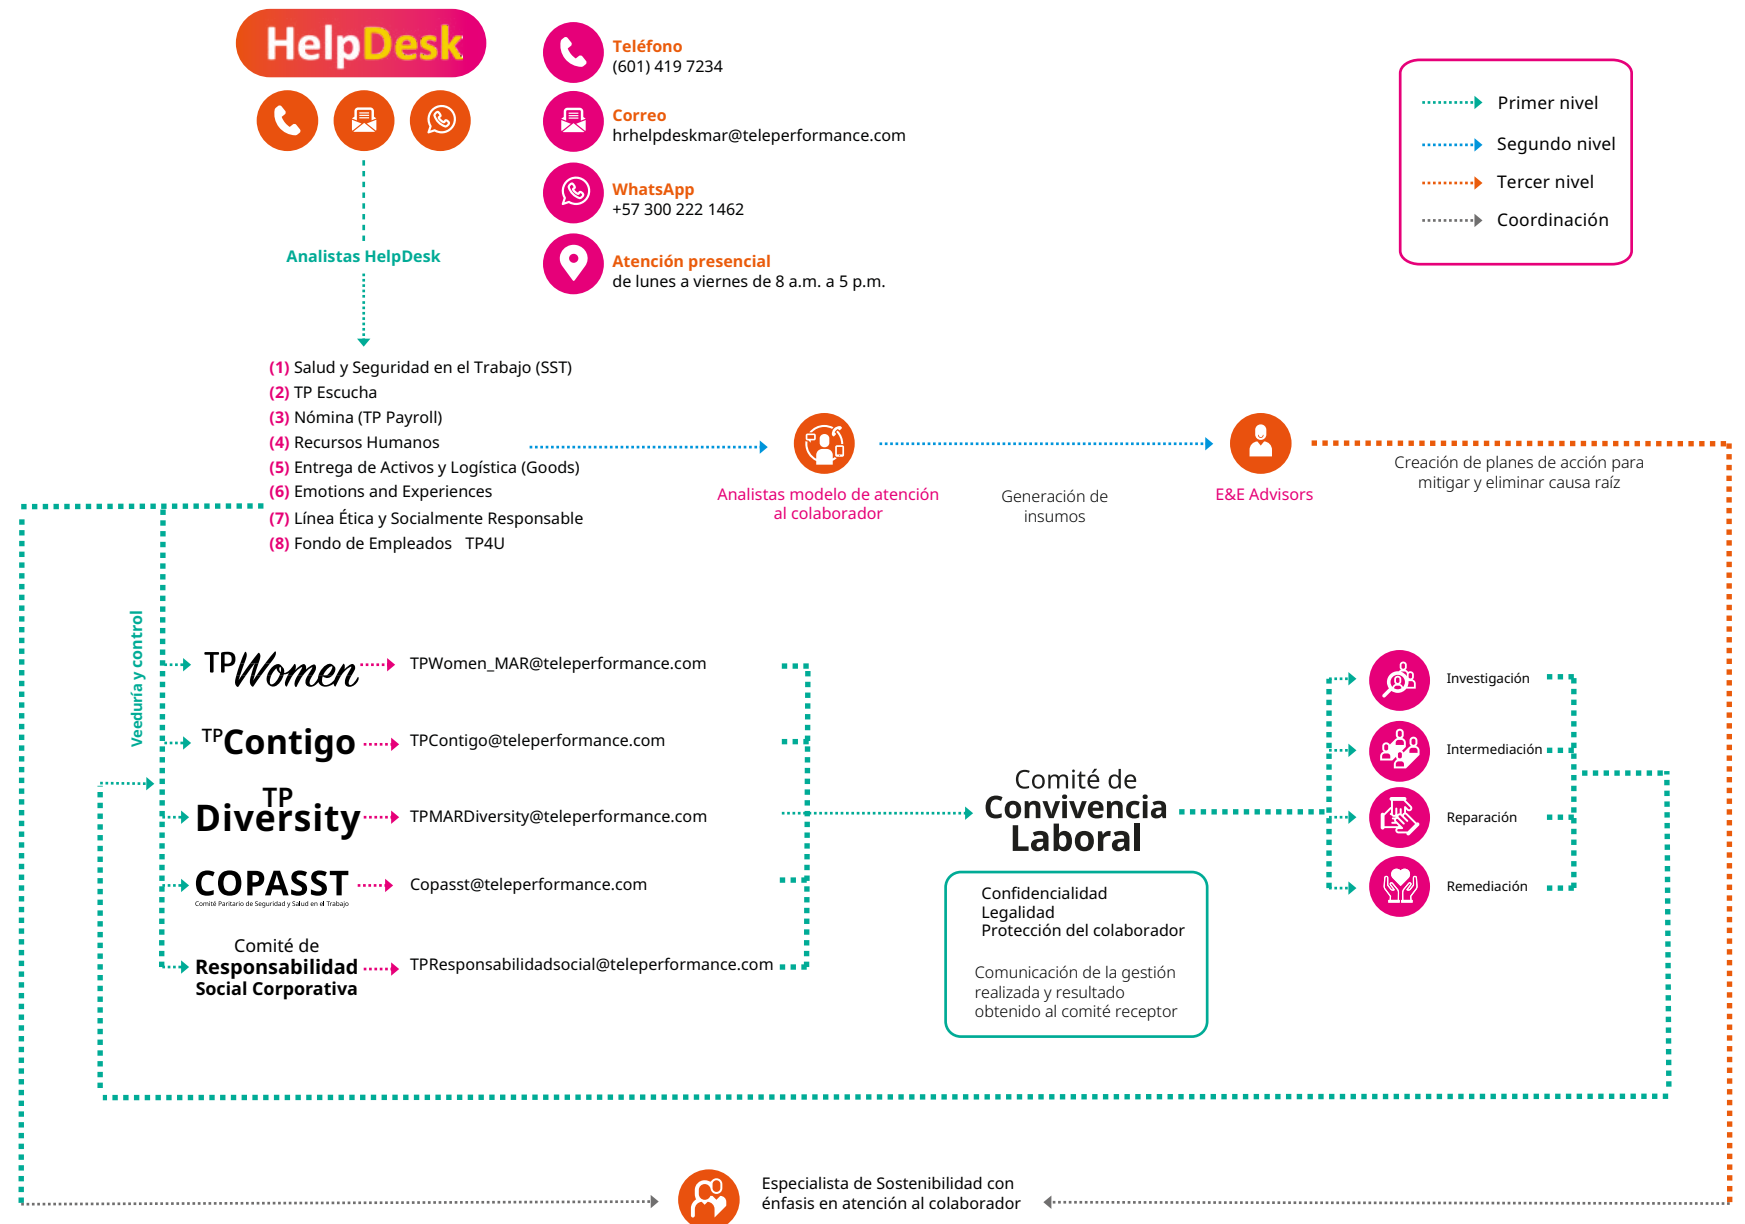 HelpDesk
Teléfono
(601) 419 7234
Correo
hrhelpdeskmar@teleperformance.com
WhatsApp
+57 300 222 1462
Atención presencial
de lunes a viernes de 8 a.m. a 5 p.m.
Primer nivel
Segundo nivel
Tercer nivel
Coordinación
Analistas HelpDesk
(1) Salud y Seguridad en el Trabajo (SST)
(2) TP Escucha
(3) Nómina (TP Payroll)
(4) Recursos Humanos
(5) Entrega de Activos y Logística (Goods)
(6) Emotions and Experiences
(7) Línea Ética y Socialmente Responsable
(8) Fondo de Empleados TP4U
Analistas modelo de atención
al colaborador
Generación de
insumos
E&E Advisors
Creación de planes de acción para
mitigar y eliminar causa raíz
Veeduría y control
TPWomen
TPWomen_MAR@teleperformance.com
TPContigo
TPContigo@teleperformance.com
TP
Diversity
TPMARDiversity@teleperformance.com
COPASST
Comité Paritario de Seguridad y Salud en el Trabajo
Copasst@teleperformance.com
Comité de
Responsabilidad
Social Corporativa
TPResponsabilidadsocial@teleperformance.com
Comité de
Convivencia
Laboral
Confidencialidad
Legalidad
Protección del colaborador
Comunicación de la gestión
realizada y resultado
obtenido al comité receptor
Investigación
Intermediación
Reparación
Remediación
Especialista de Sostenibilidad con
énfasis en atención al colaborador